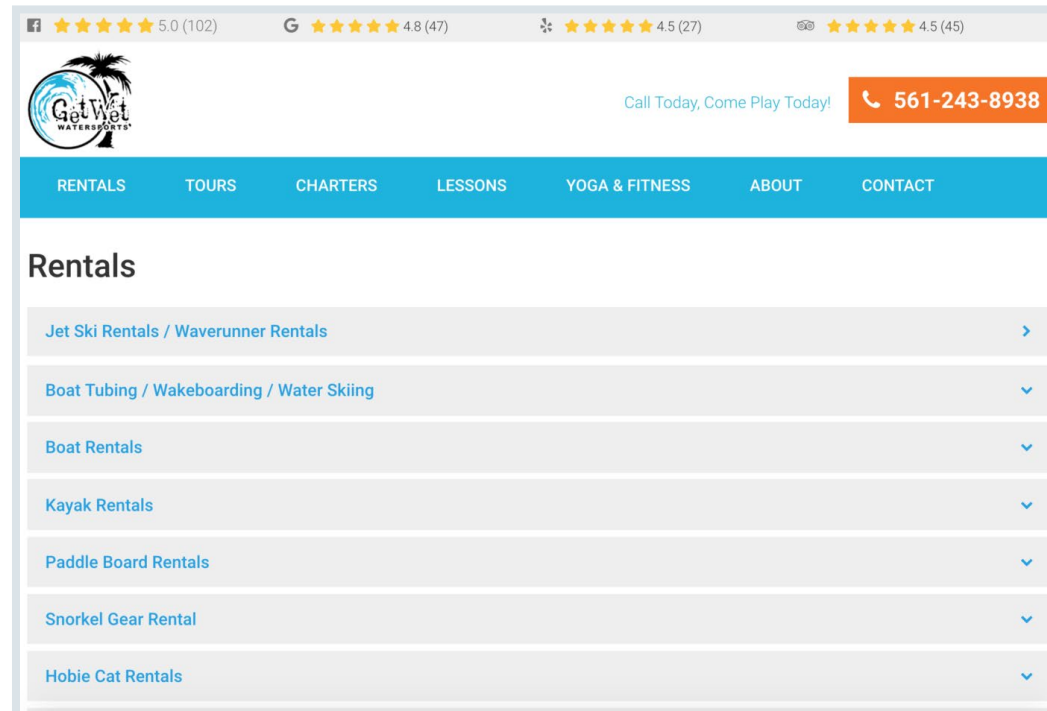 5.0 (102) 4.8 (47) 4.5 (27) 4.5 (45)
GetWet
WATERSPORTS
Call Today, Come Play Today! 561-243-8938
RENTALS TOURS CHARTERS LESSONS YOGA & FITNESS ABOUT CONTACT
Rentals
Jet Ski Rentals / Waverunner Rentals
Boat Tubing / Wakeboarding / Water Skiing
Boat Rentals
Kayak Rentals
Paddle Board Rentals
Snorkel Gear Rental
Hobie Cat Rentals